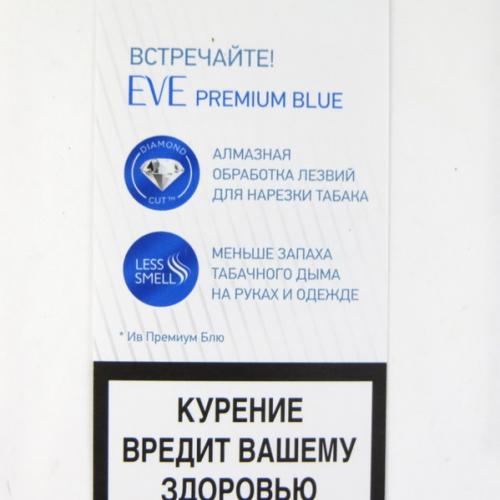 ВСТРЕЧАЙТЕ!
EVE PREMIUM BLUE
DIAMOND
CUT™
АЛМАЗНАЯ
ОБРАБОТКА ЛЕЗВИЙ
ДЛЯ НАРЕЗКИ ТАБАКА
LESS
SMELL
МЕНЬШЕ ЗАПАХА
ТАБАЧНОГО ДЫМА
НА РУКАХ И ОДЕЖДЕ
* Ив Премиум Блю
КУРЕНИЕ
ВРЕДИТ ВАШЕМУ
ЗДОРОВЬЮ